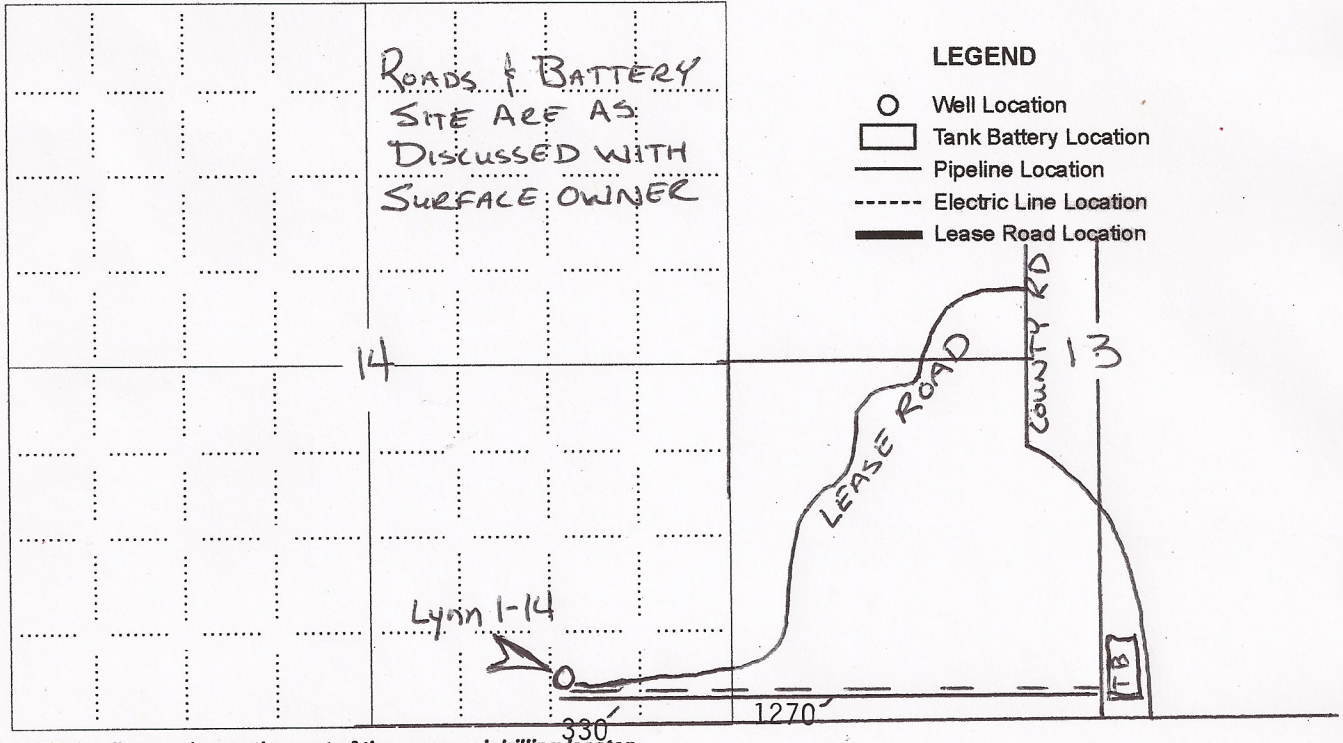 ROADS & BATTERY
SITE ARE AS
DISCUSSED WITH
SURFACE OWNER
LEGEND
Well Location
Tank Battery Location
Pipeline Location
Electric Line Location
Lease Road Location
COUNTY RD
14
13
LEASE ROAD
Lynn 1-14
TB
330'
1270'